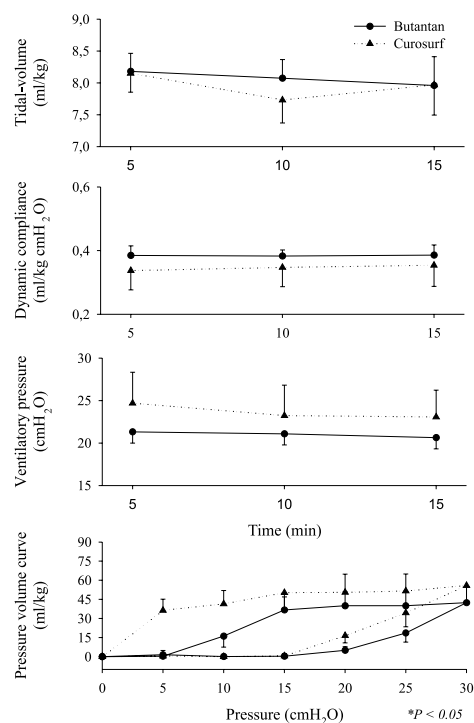 Butantan
Curosurf
Tidal-volume
(ml/kg)
9,0
8,5
8,0
7,5
7,0
5 10 15
Dynamic compliance
(ml/kg cmH2O)
0,6
0,4
0,2
5 10 15
Ventilatory pressure
(cmH2O)
30
25
20
15
5 10 15
Time (min)
Pressure volume curve
(ml/kg)
90
75
60
45
30
15
0
0 5 10 15 20 25 30
Pressure (cmH2O)
*P < 0.05